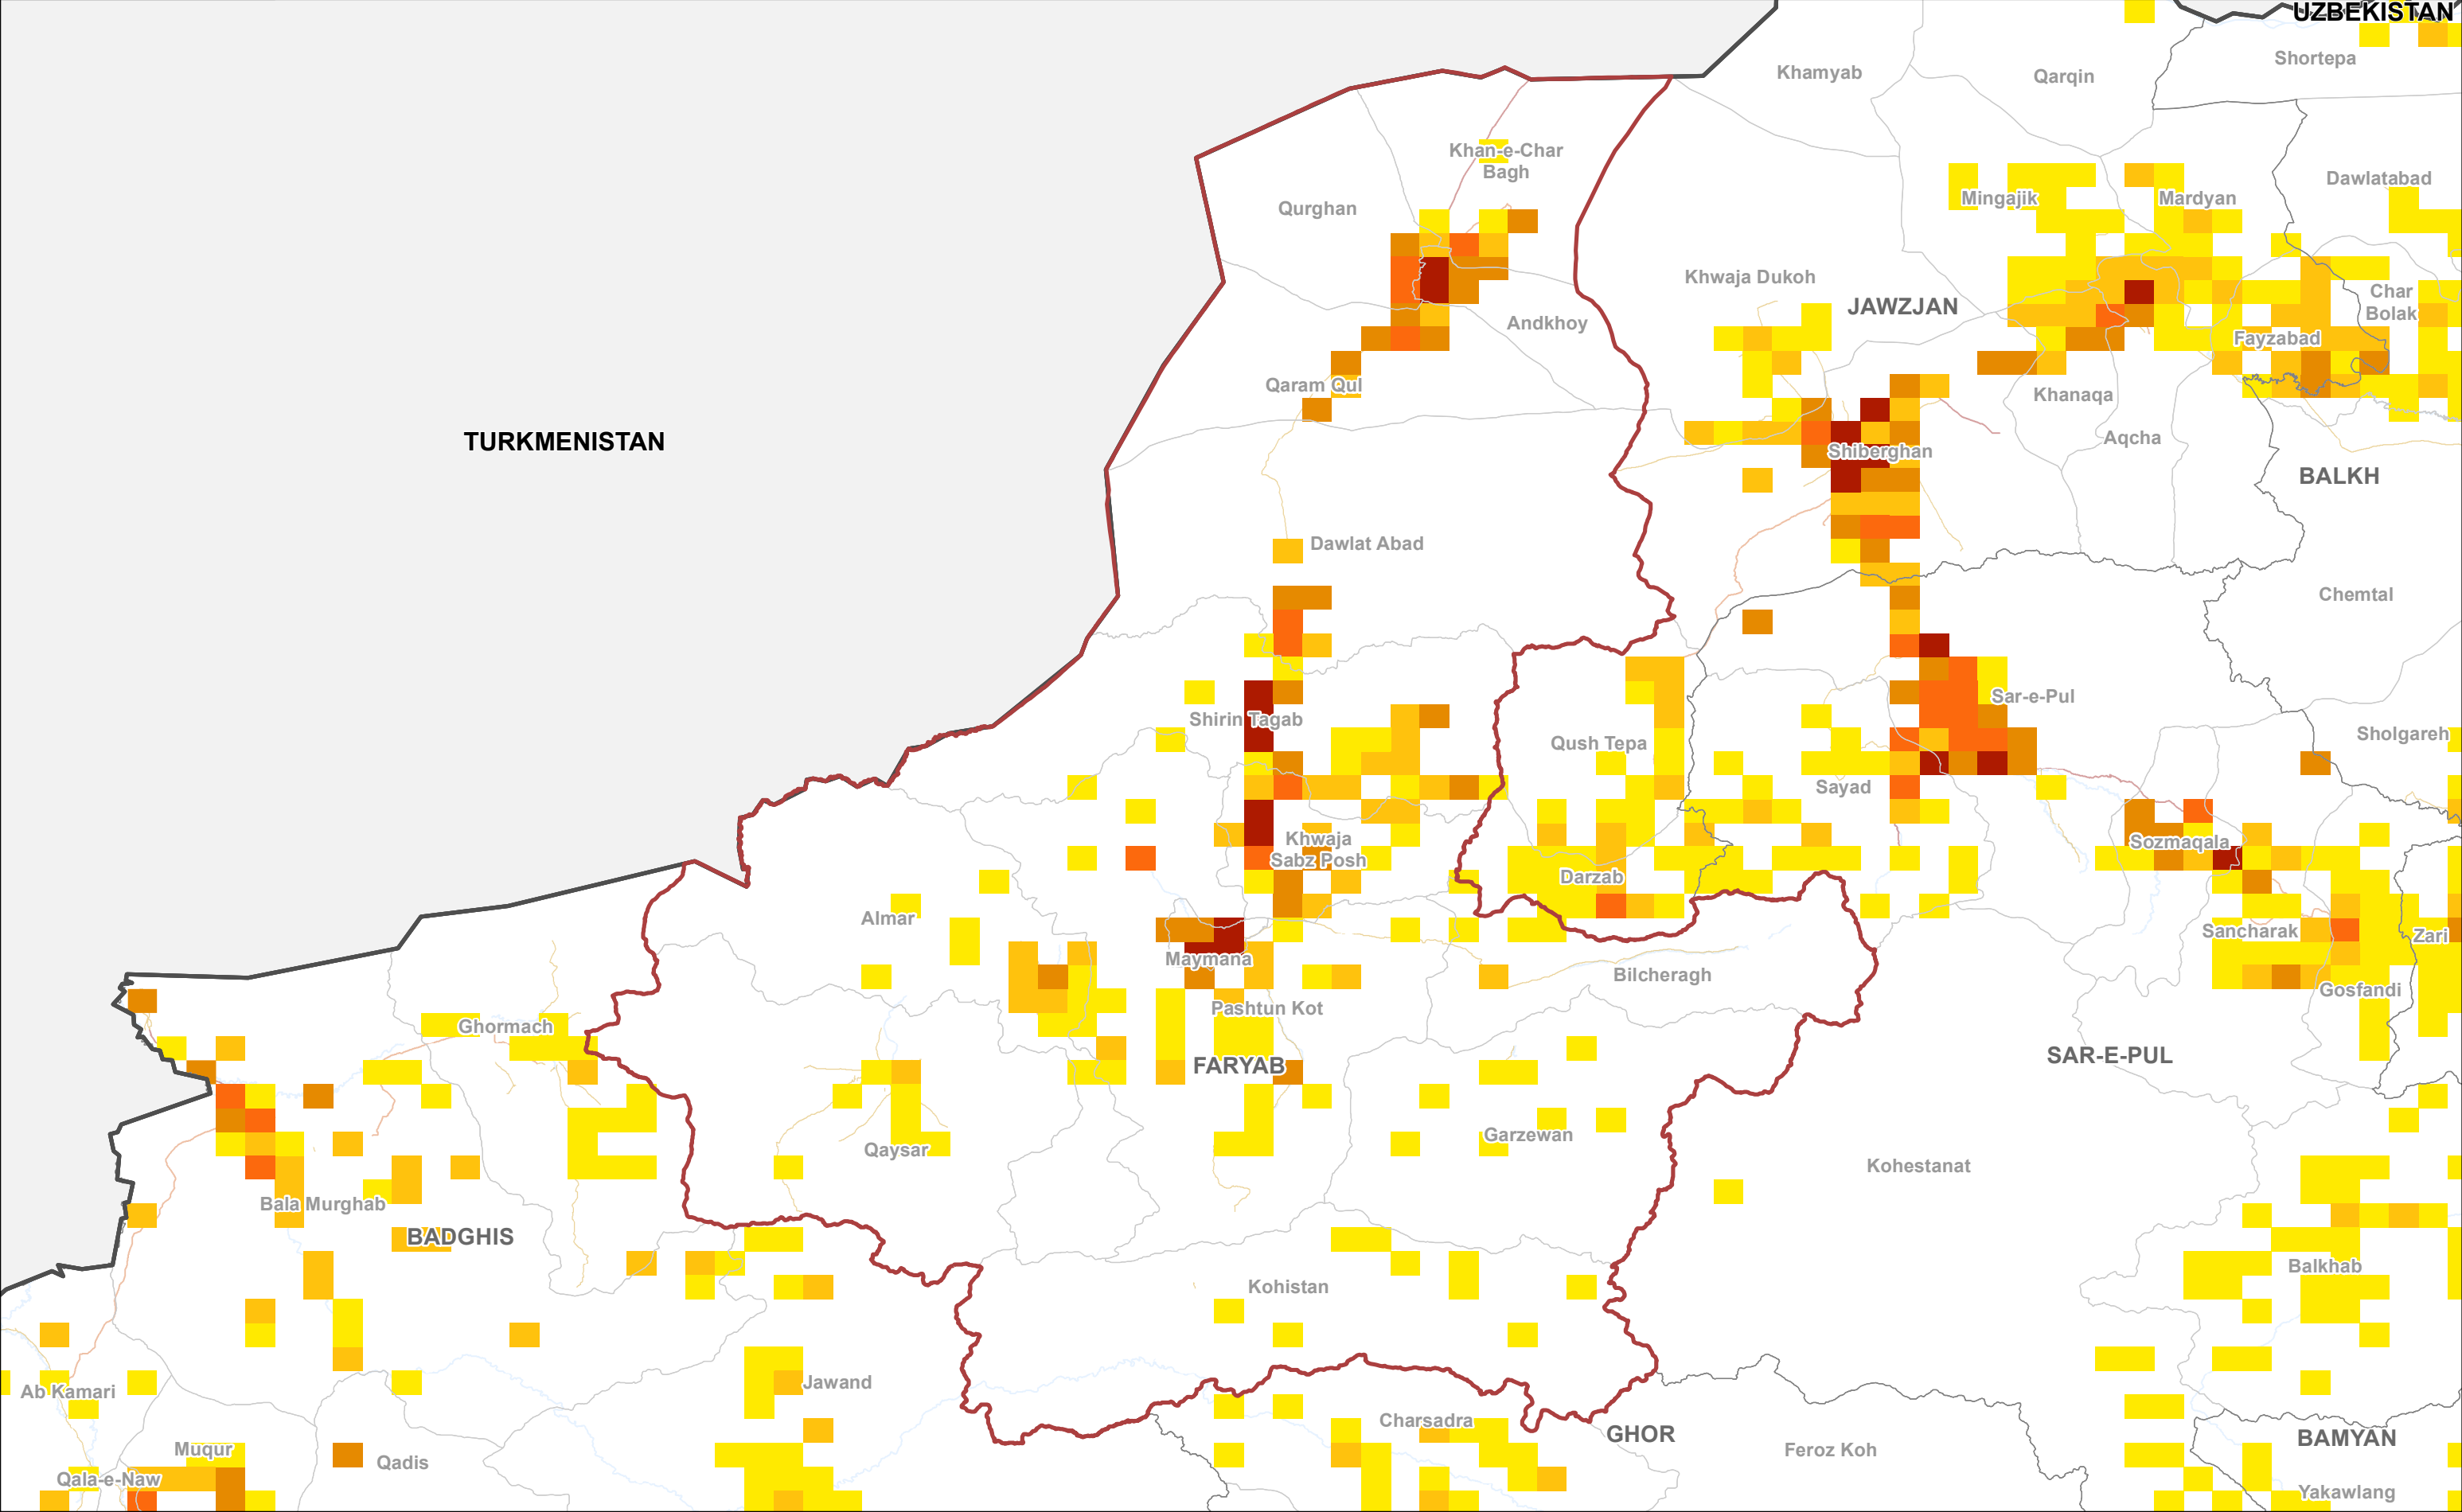 UZBEKISTAN
Shortepa
Khamyab
Qarqin
Khan-e-Char
Bagh
Dawlatabad
Mingajik
Mardyan
Qurghan
Khwaja Dukoh
JAWZJAN
Char
Bolak
Andkhoy
Fayzabad
Qaram Qul
Khanaqa
TURKMENISTAN
Aqcha
Shiberghan
BALKH
Dawlat Abad
Chemtal
Sar-e-Pul
Shirin Tagab
Sholgareh
Qush Tepa
Sayad
Khwaja
Sabz Posh
Sozmaqala
Darzab
Almar
Sancharak
Zari
Maymana
Bilcheragh
Gosfandi
Pashtun Kot
Ghormach
SAR-E-PUL
FARYAB
Garzewan
Qaysar
Kohestanat
Bala Murghab
BADGHIS
Balkhab
Kohistan
Jawand
Ab Kamari
Charsadra
GHOR
BAMYAN
Muqur
Feroz Koh
Qadis
Qala-e-Naw
Yakawlang